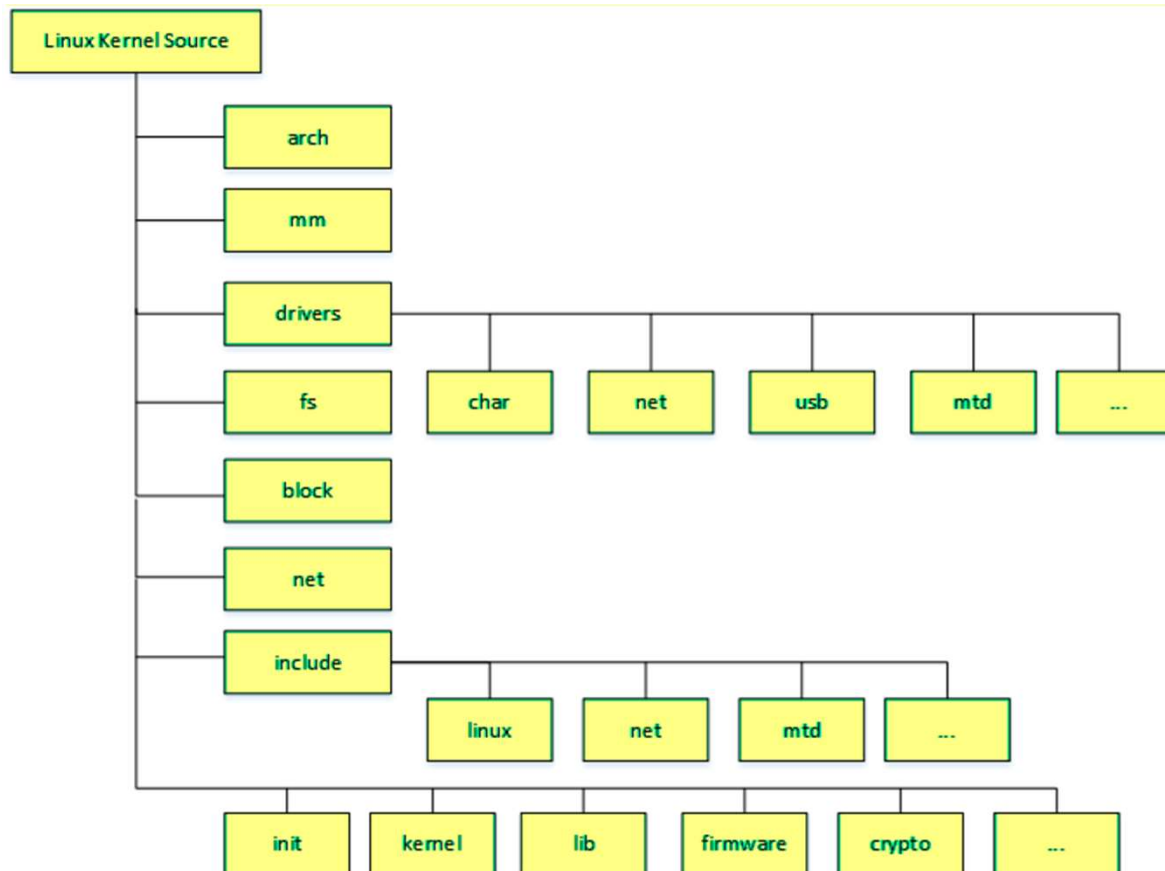 Linux Kernel Source
arch
mm
drivers
fs
char
net
usb
mtd
...
block
net
include
linux
net
mtd
...
init
kernel
lib
firmware
crypto
...